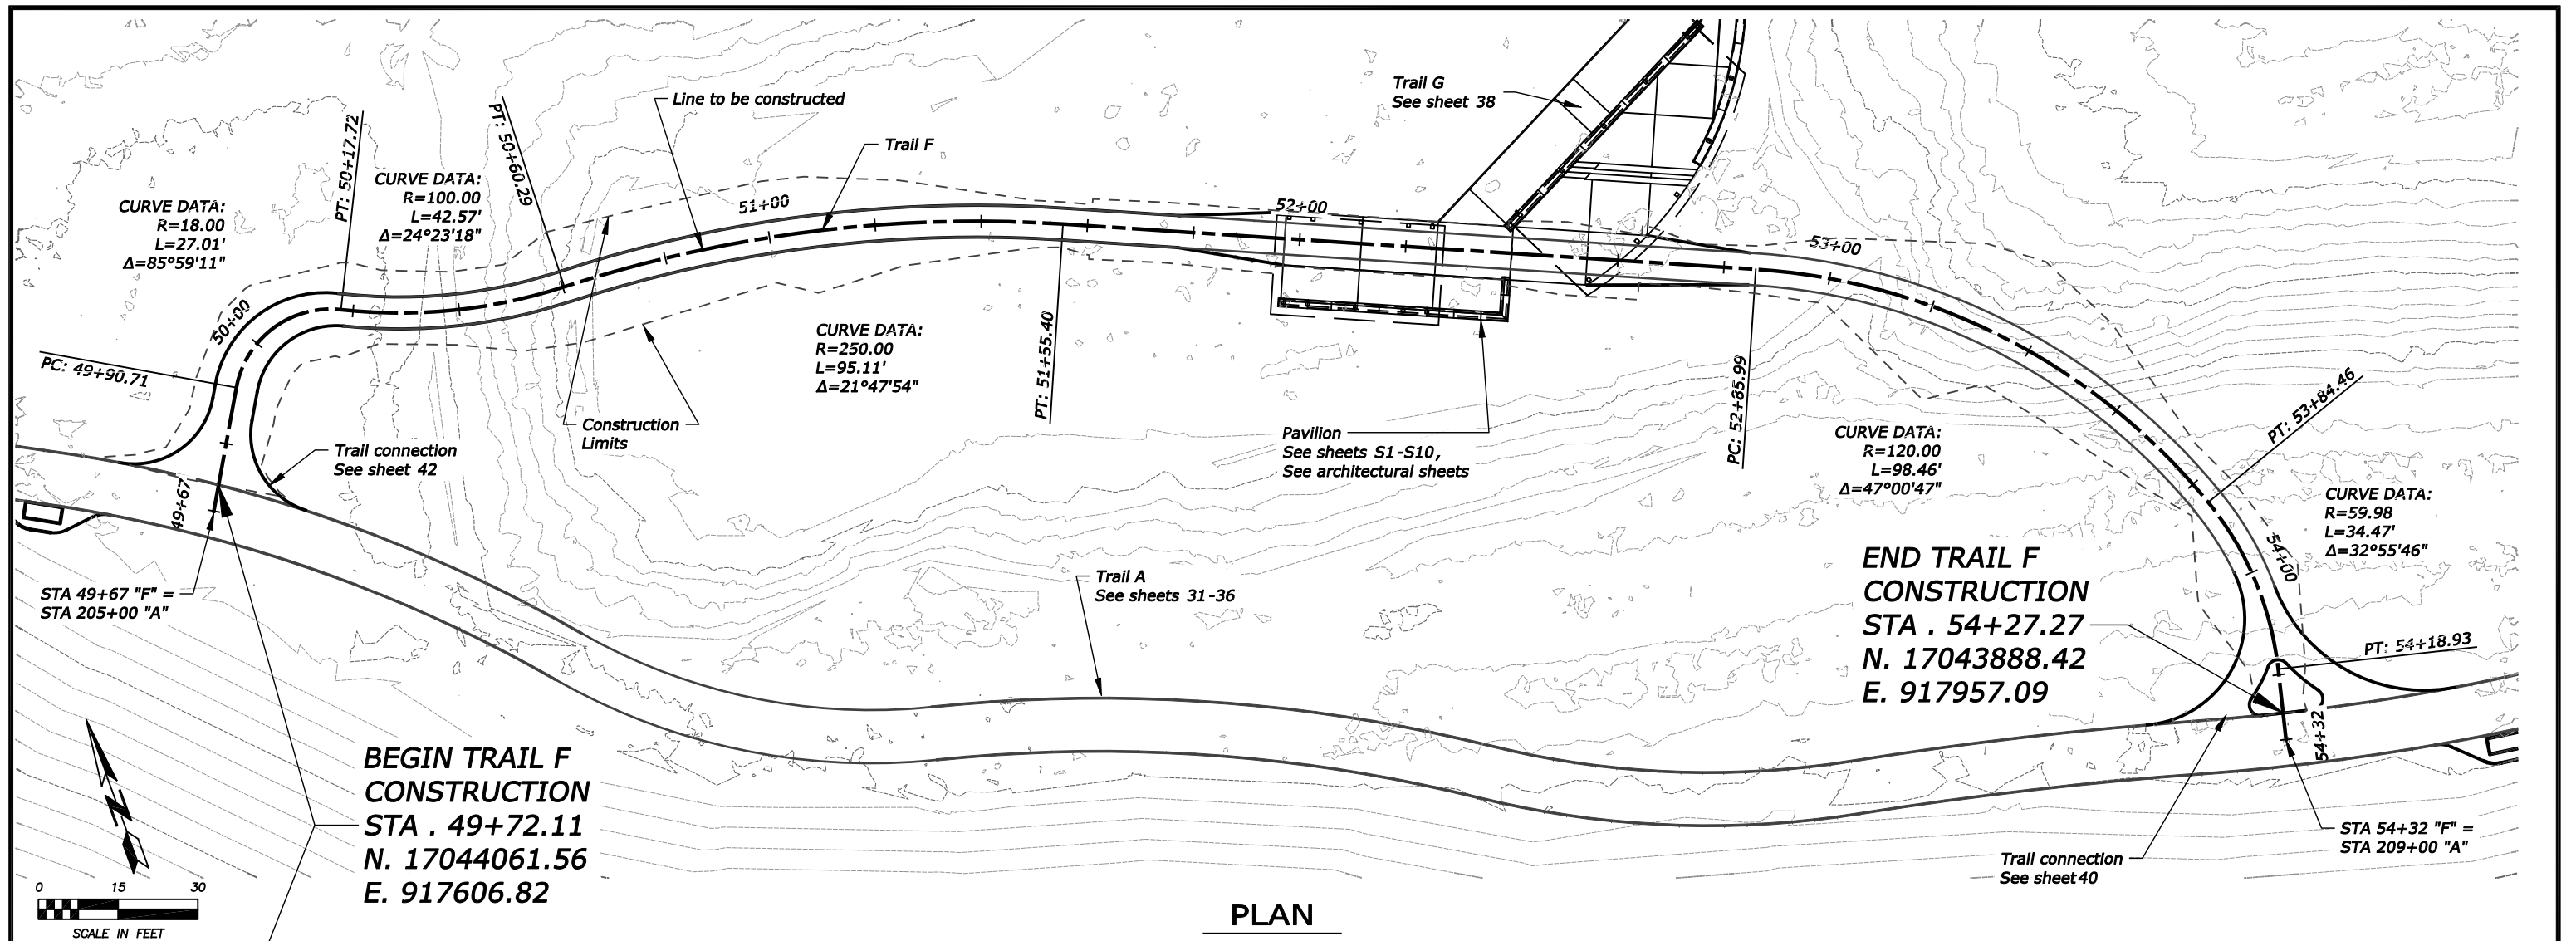 Line to be constructed
Trail F
Trail G
See sheet 38
PT: 50+17.72
PT: 50+60.29
CURVE DATA:
R=18.00
L=27.01'
Δ=85°59'11"
CURVE DATA:
R=100.00
L=42.57'
Δ=24°23'18"
51+00
52+00
53+00
50+00
PC: 49+90.71
CURVE DATA:
R=250.00
L=95.11'
Δ=21°47'54"
PT: 51+55.40
PC: 52+85.99
PT: 53+84.46
Construction
Limits
Trail connection
See sheet 42
49+67
Pavilion
See sheets S1-S10,
See architectural sheets
CURVE DATA:
R=120.00
L=98.46'
Δ=47°00'47"
CURVE DATA:
R=59.98
L=34.47'
Δ=32°55'46"
54+00
STA 49+67 "F" =
STA 205+00 "A"
Trail A
See sheets 31-36
END TRAIL F
CONSTRUCTION
STA . 54+27.27
N. 17043888.42
E. 917957.09
PT: 54+18.93
54+32
BEGIN TRAIL F
CONSTRUCTION
STA . 49+72.11
N. 17044061.56
E. 917606.82
STA 54+32 "F" =
STA 209+00 "A"
Trail connection
See sheet40
N
0 15 30
SCALE IN FEET
PLAN